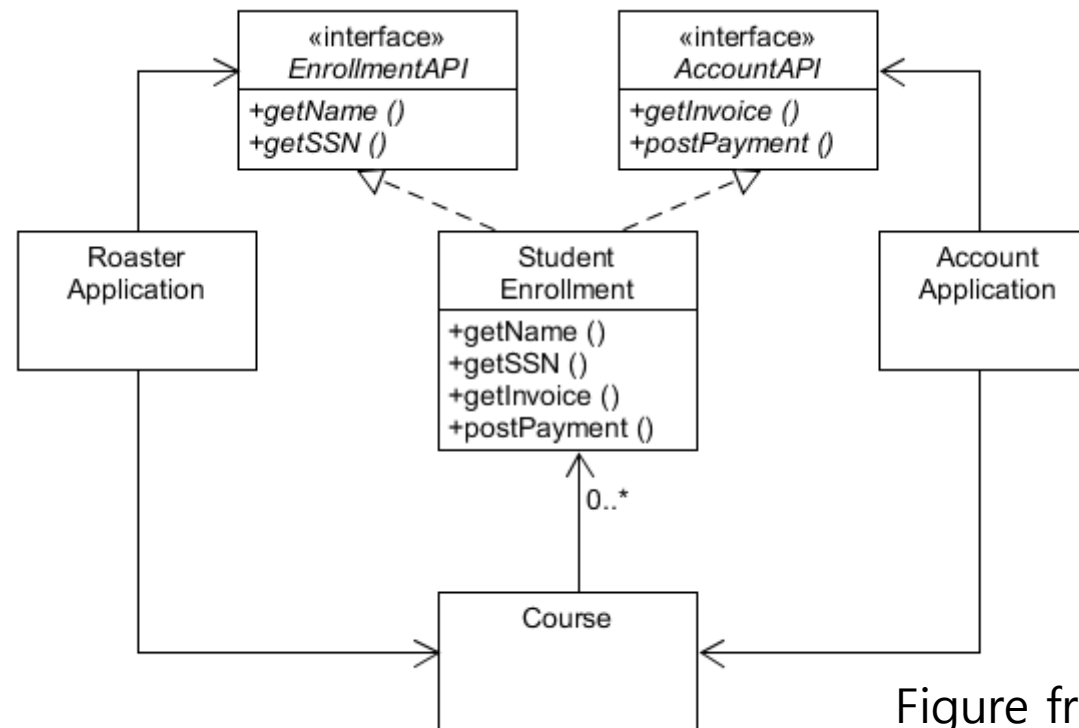 «interface»
EnrollmentAPI
+getName ()
+getSSN ()
«interface»
AccountAPI
+getInvoice ()
+postPayment ()
Roaster
Application
Student
Enrollment
+getName ()
+getSSN ()
+getInvoice ()
+postPayment ()
Account
Application
0..*
Course
Figure fr